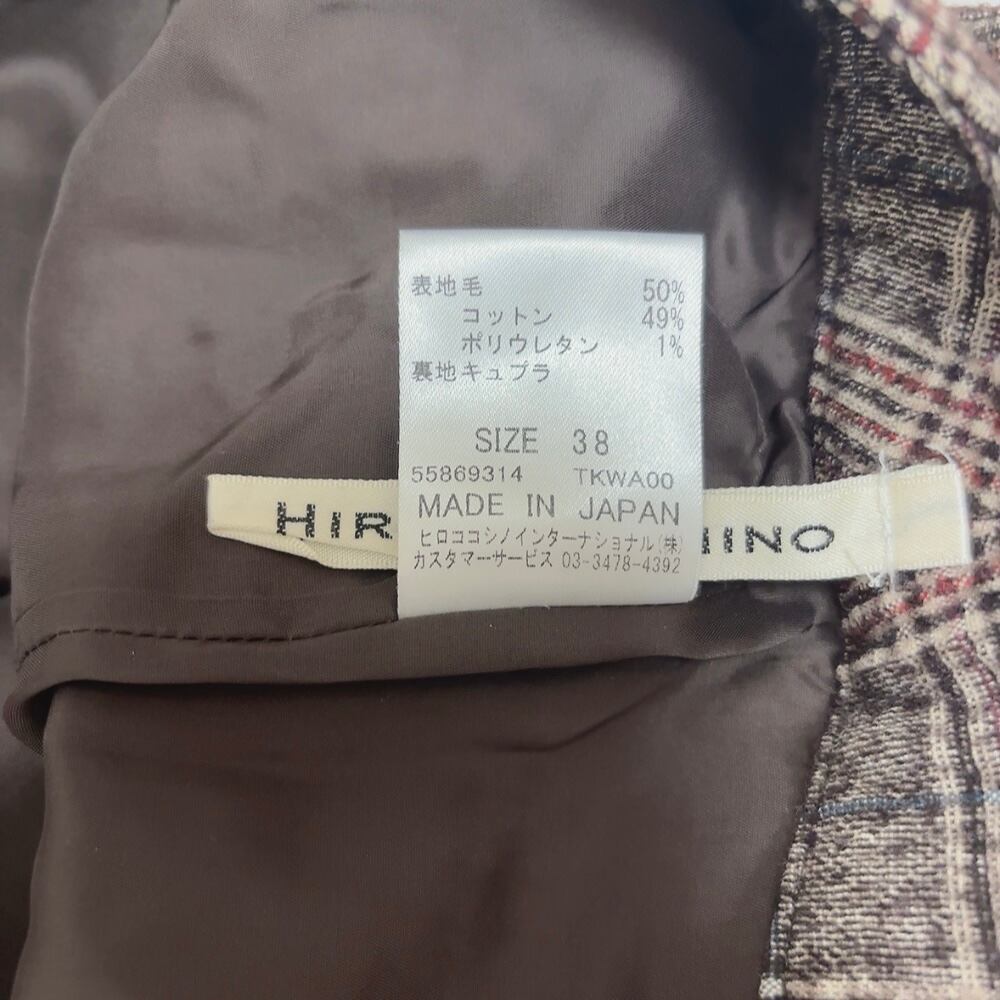 表地毛 50%
コットン 49%
ポリウレタン 1%
裏地キュプラ
SIZE 38
55869314 TKWA00
MADE IN JAPAN
HIR IINO
ヒロココシノインターナショナル(株)
カスタマーサービス 03-3478-4392